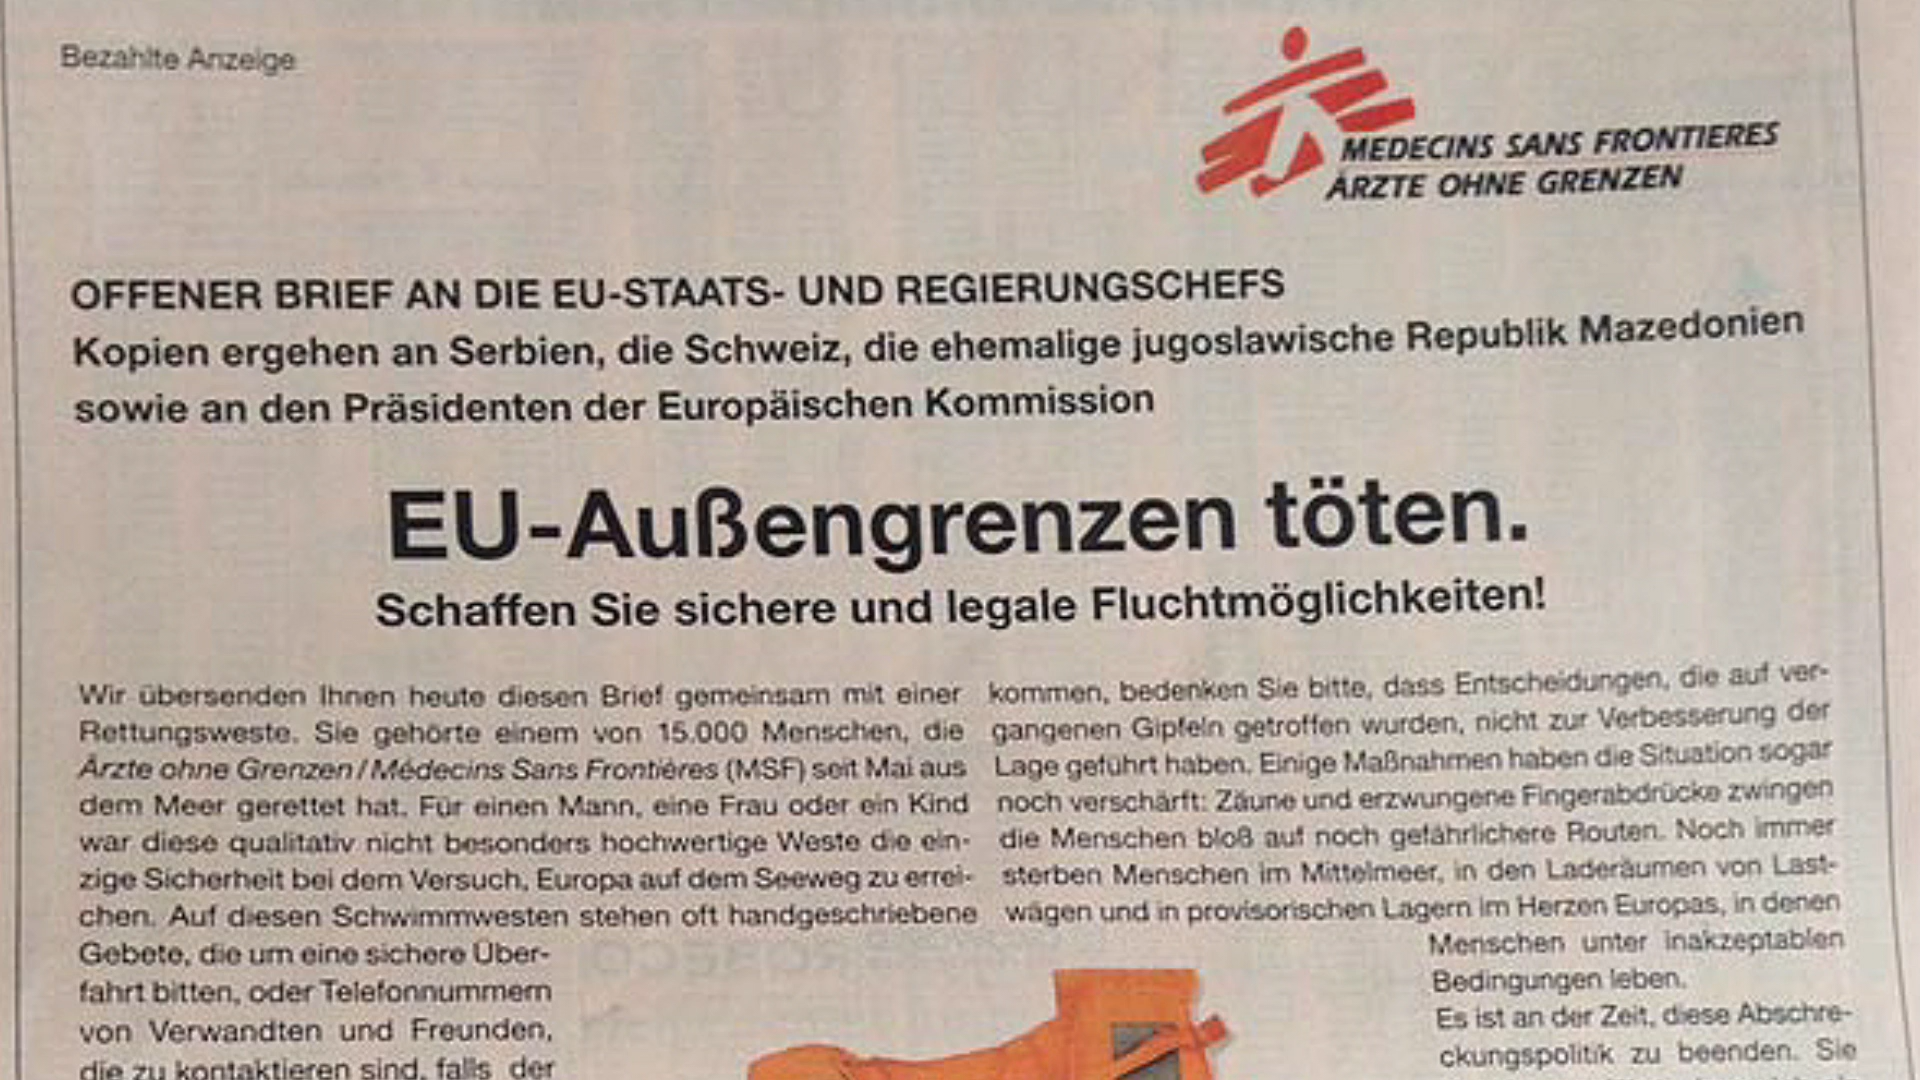 Bezahlte Anzeige
MEDECINS SANS FRONTIERES
ÄRZTE OHNE GRENZEN
OFFENER BRIEF AN DIE EU-STAATS- UND REGIERUNGSCHEFS
Kopien ergehen an Serbien, die Schweiz, die ehemalige jugoslawische Republik Mazedonien
sowie an den Präsidenten der Europäischen Kommission
EU-Außengrenzen töten.
Schaffen Sie sichere und legale Fluchtmöglichkeiten!
Wir übersenden Ihnen heute diesen Brief gemeinsam mit einer
Rettungsweste. Sie gehörte einem von 15.000 Menschen, die
Ärzte ohne Grenzen/Médecins Sans Frontières (MSF) seit Mai aus
dem Meer gerettet hat. Für einen Mann, eine Frau oder ein Kind
war diese qualitativ nicht besonders hochwertige Weste die ein-
zige Sicherheit bei dem Versuch, Europa auf dem Seeweg zu errei-
chen. Auf diesen Schwimmwesten stehen oft handgeschriebene
Gebete, die um eine sichere Über-
fahrt bitten, oder Telefonnummern
von Verwandten und Freunden,
die zu kontaktieren sind, falls der
kommen, bedenken Sie bitte, dass Entscheidungen, die auf ver-
gangenen Gipfeln getroffen wurden, nicht zur Verbesserung der
Lage geführt haben. Einige Maßnahmen haben die Situation sogar
noch verschärft: Zäune und erzwungene Fingerabdrücke zwingen
die Menschen bloß auf noch gefährlichere Routen. Noch immer
sterben Menschen im Mittelmeer, in den Laderäumen von Last-
wägen und in provisorischen Lagern im Herzen Europas, in denen
Menschen unter inakzeptablen
Bedingungen leben.
Es ist an der Zeit, diese Abschre-
ckungspolitik zu beenden. Sie